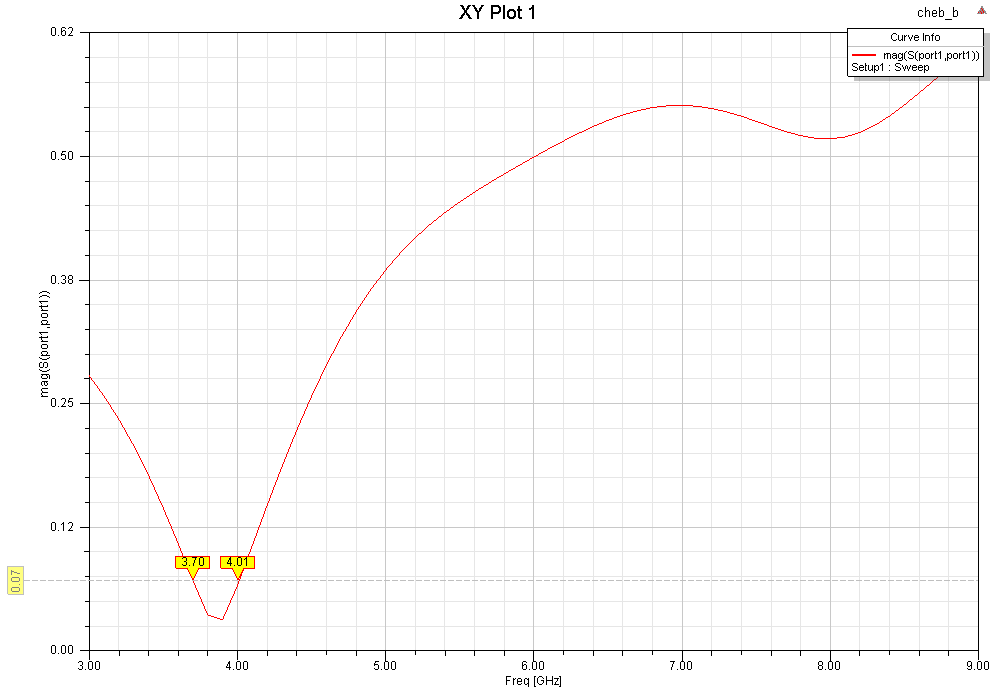 XY Plot 1
cheb_b
Curve Info
mag(S(port1,port1))
Setup1 : Sweep
0.62
0.50
0.38
0.25
0.12
0.00
mag(S(port1,port1))
0.07
3.70
4.01
3.00
4.00
5.00
6.00
7.00
8.00
9.00
Freq [GHz]